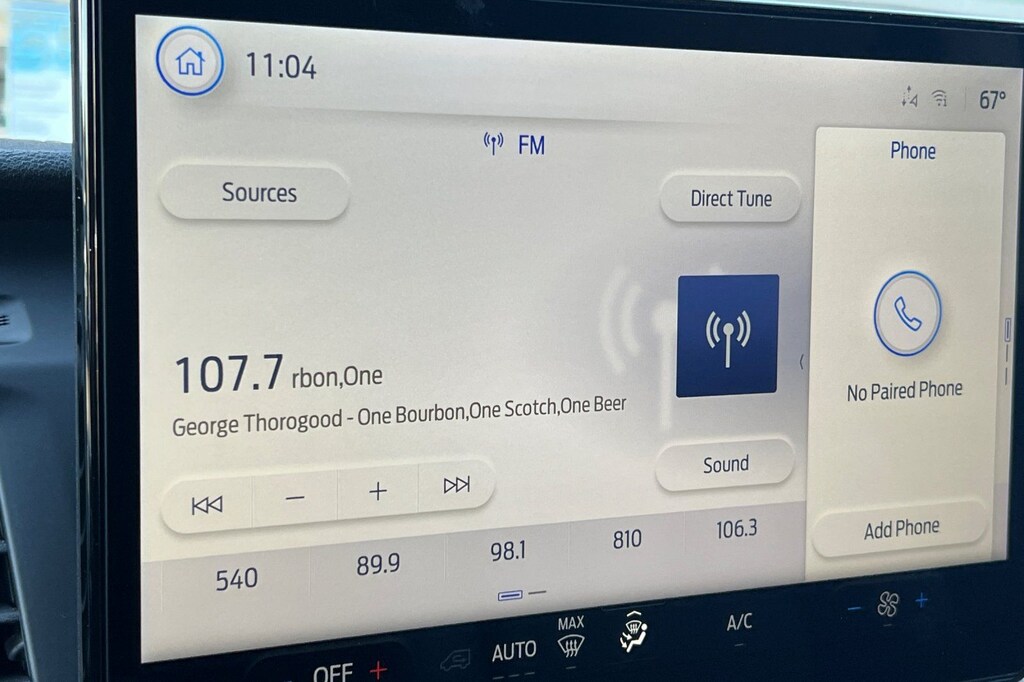 11:04
67°
FM
Phone
Sources
Direct Tune
107.7 rbon,One
George Thorogood - One Bourbon,One Scotch,One Beer
No Paired Phone
Sound
Add Phone
540 89.9 98.1 810 106.3
OFF + AUTO MAX A/C - +